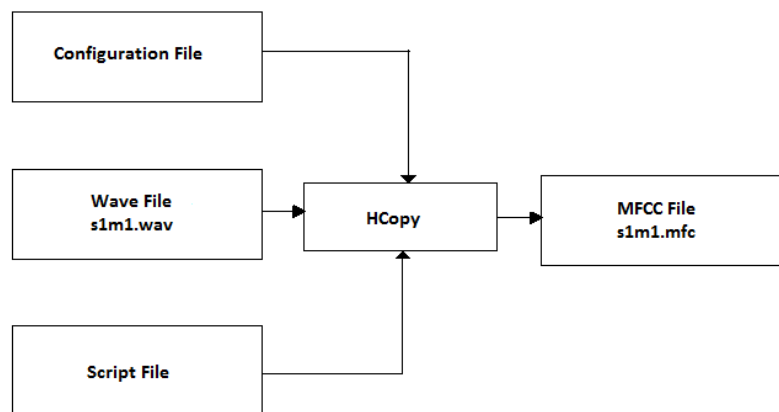 Configuration File
Wave File
s1m1.wav
HCopy
MFCC File
s1m1.mfc
Script File